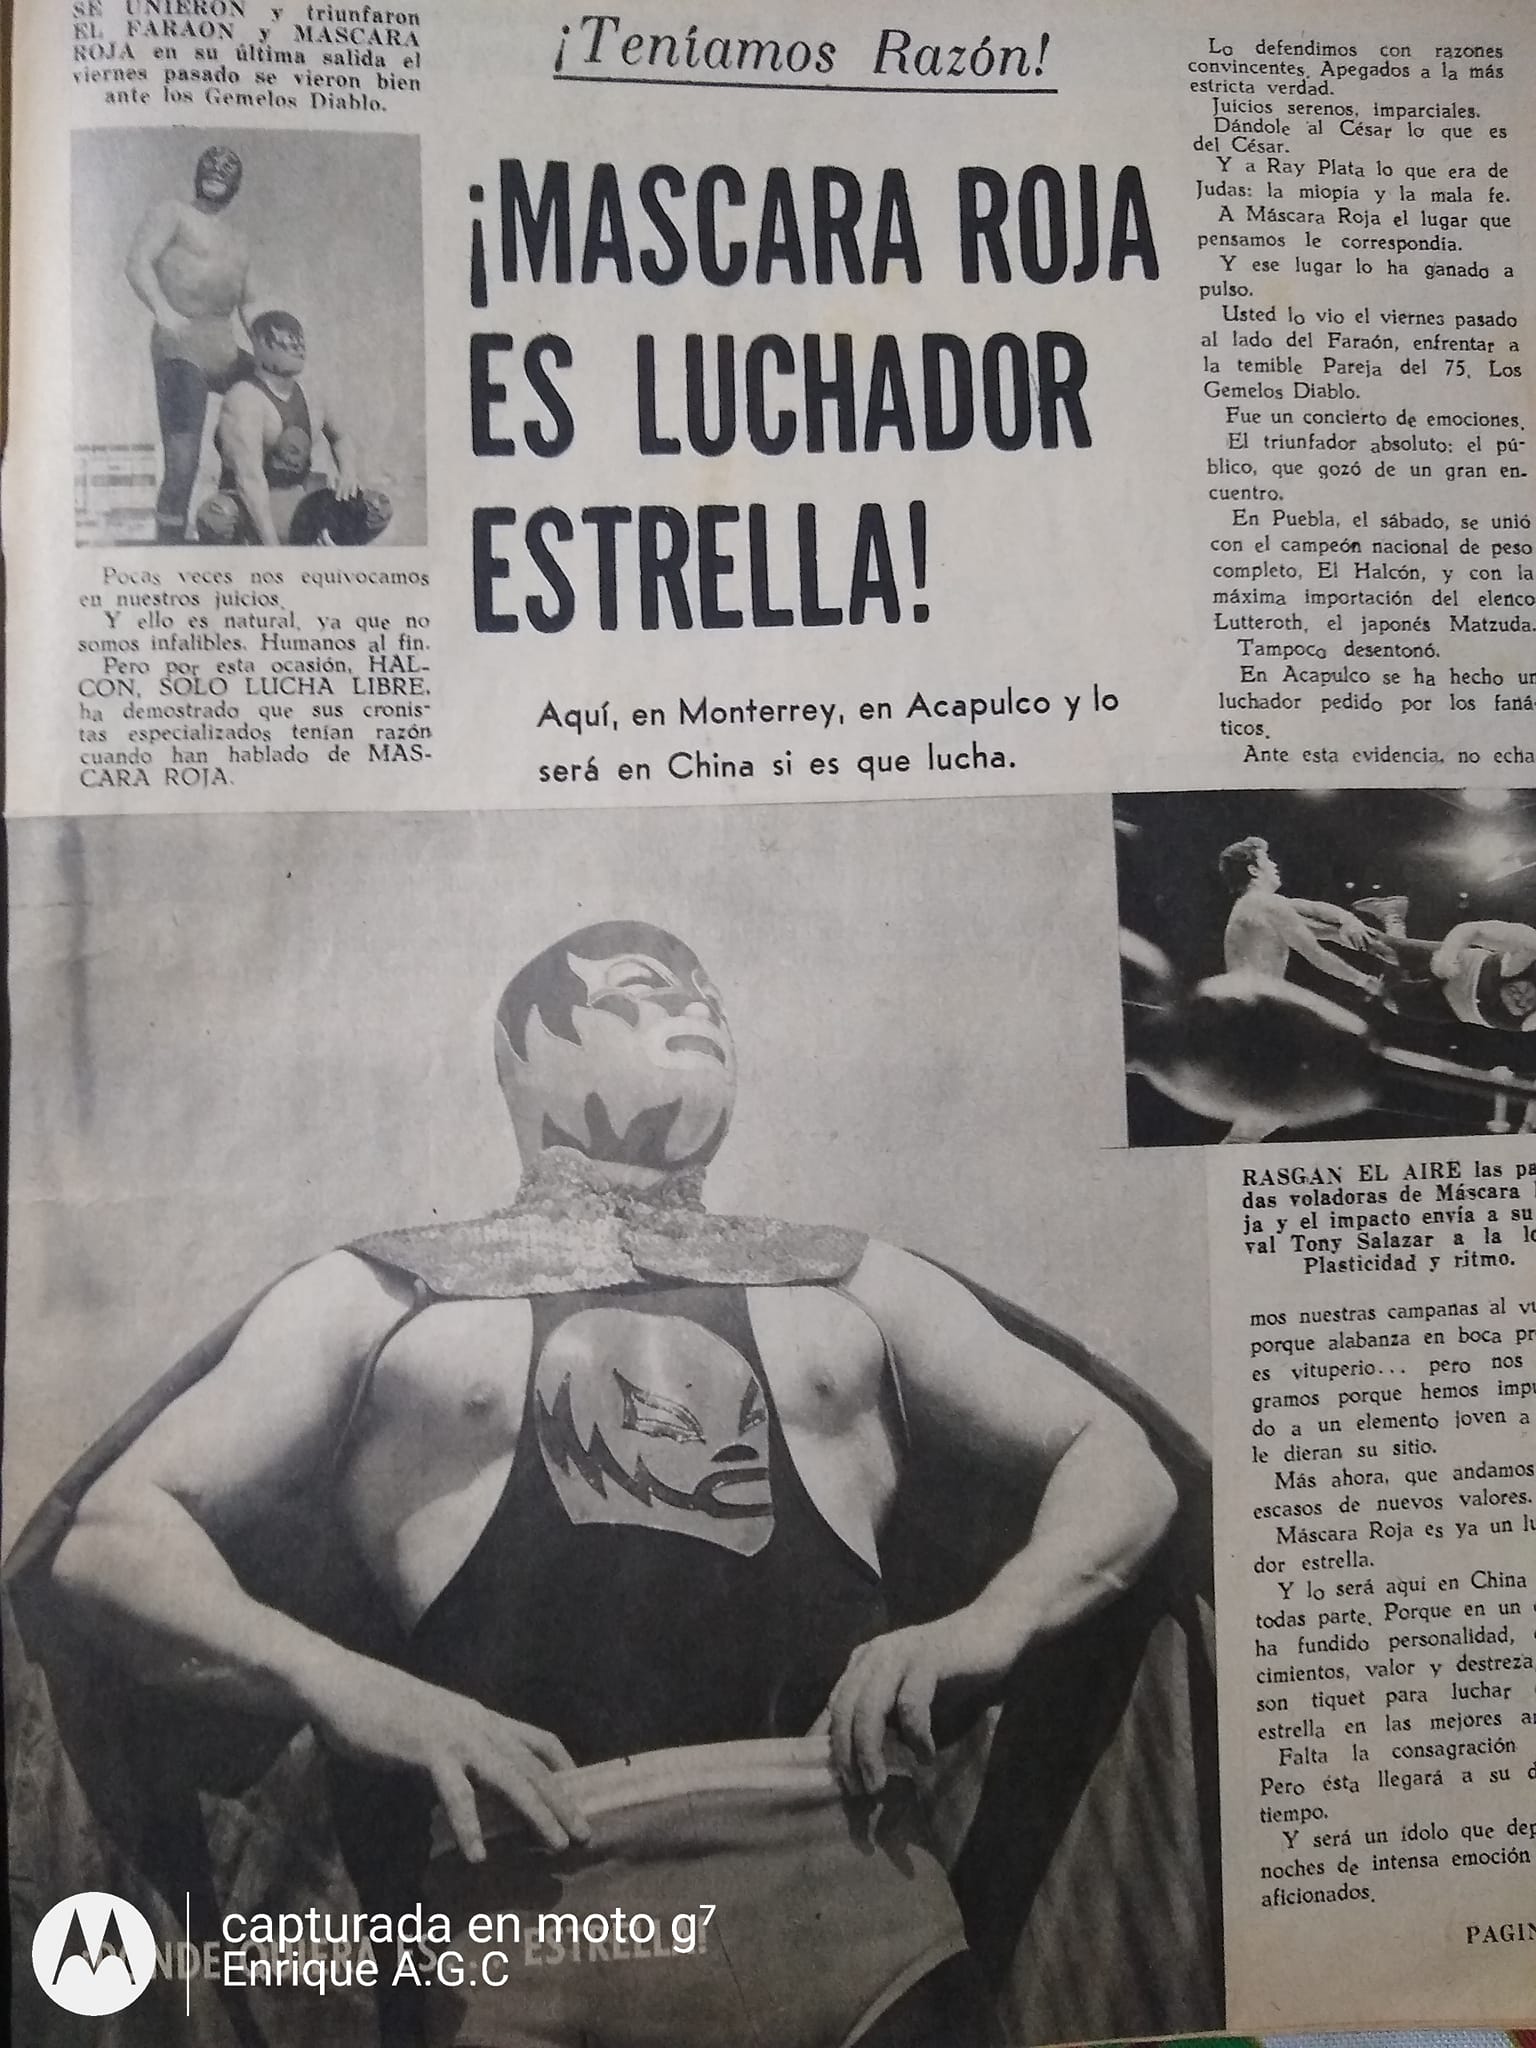 SE UNIERON y triunfaron
EL FARAON y MASCARA
ROJA en su última salida el
viernes pasado se vieron bien
ante los Gemelos Diablo.
Pocas veces nos equivocamos
en nuestros juicios.
Y ello es natural, ya que no
somos infalibles. Humanos al fin.
Pero por esta ocasión, HAL-
CON, SOLO LUCHA LIBRE,
ha demostrado que sus cronis-
tas especializados tenían razón
cuando han hablado de MAS-
CARA ROJA.
¡Teníamos Razón!
¡MASCARA ROJA
ES LUCHADOR
ESTRELLA!
Aquí, en Monterrey, en Acapulco y lo
será en China si es que lucha.
Lo defendimos con razones
convincentes. Apegados a la más
estricta verdad.
Juicios serenos, imparciales.
Dándole al César lo que es
del César.
Y a Ray Plata lo que era de
Judas: la miopía y la mala fe.
A Máscara Roja el lugar que
pensamos le correspondía.
Y ese lugar lo ha ganado a
pulso.
Usted lo vio el viernes pasado
al lado del Faraón, enfrentar a
la temible Pareja del 75, Los
Gemelos Diablo.
Fue un concierto de emociones.
El triunfador absoluto: el pú-
blico, que gozó de un gran en-
cuentro.
En Puebla, el sábado, se unió
con el campeón nacional de peso
completo, El Halcón, y con la
máxima importación del elenco
Lutteroth, el japonés Matzuda.
Tampoco desentonó.
En Acapulco se ha hecho un
luchador pedido por los faná-
ticos.
Ante esta evidencia, no echa
RASGAN EL AIRE las pa
das voladoras de Máscara
ja y el impacto envía a su
val Tony Salazar a la lo
Plasticidad y ritmo.
mos nuestras campanas al vu
porque alabanza en boca pr
es vituperio... pero nos
gramos porque hemos impu
do a un elemento joven a
le dieran su sitio.
Más ahora, que andamos
escasos de nuevos valores.
Máscara Roja es ya un lu
dor estrella.
Y lo será aquí en China
todas parte. Porque en un
ha fundido personalidad,
cimientos, valor y destreza,
son tiquet para luchar
estrella en las mejores ar
Falta la consagración
Pero ésta llegará a su d
tiempo.
Y será un ídolo que dep
noches de intensa emoción
aficionados.
PAGIN
NDE QUIERA ES... ESTRELLA!
capturada en moto g⁷
Enrique A.G.C